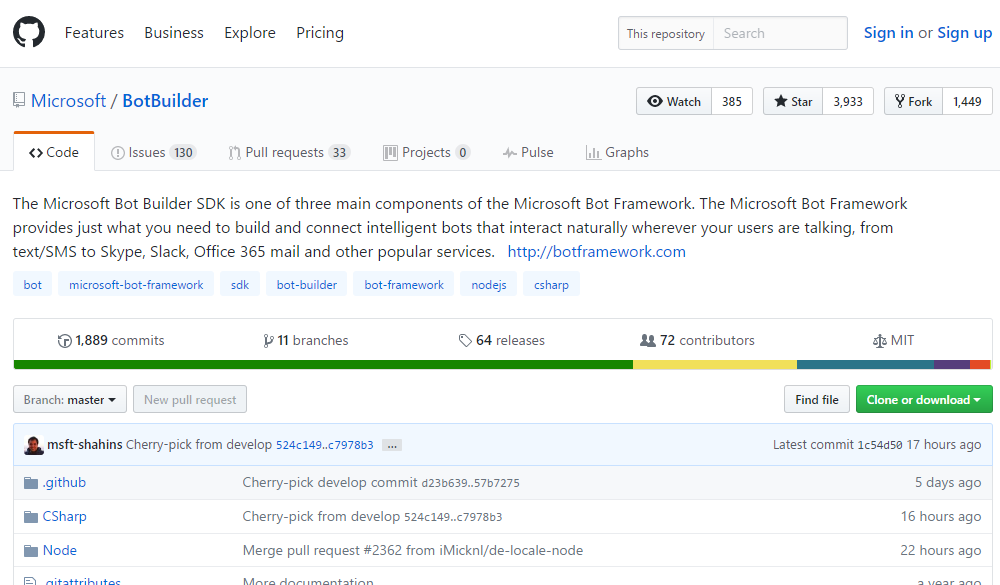 Features Business Explore Pricing This repository Search Sign in or Sign up
Microsoft / BotBuilder Watch 385 Star 3,933 Fork 1,449
Code Issues 130 Pull requests 33 Projects 0 Pulse Graphs
The Microsoft Bot Builder SDK is one of three main components of the Microsoft Bot Framework. The Microsoft Bot Framework
provides just what you need to build and connect intelligent bots that interact naturally wherever your users are talking, from
text/SMS to Skype, Slack, Office 365 mail and other popular services. http://botframework.com
bot microsoft-bot-framework sdk bot-builder bot-framework nodejs csharp
1,889 commits 11 branches 64 releases 72 contributors MIT
Branch: master New pull request Find file Clone or download
msft-shahins Cherry-pick from develop 524c149..c7978b3 … Latest commit 1c54d50 17 hours ago
.github Cherry-pick develop commit d23b639..57b7275 5 days ago
CSharp Cherry-pick from develop 524c149..c7978b3 16 hours ago
Node Merge pull request #2362 from iMicknl/de-locale-node 22 hours ago
.gitattributes More documentation a year ago